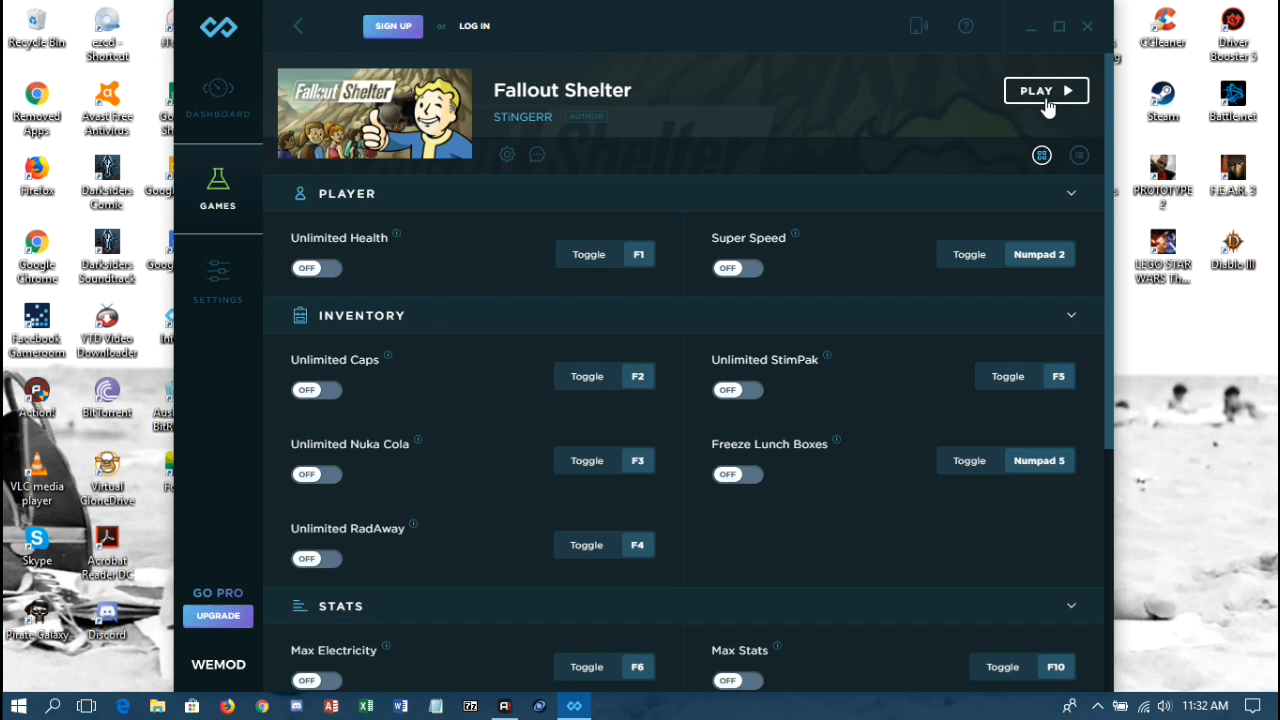 Recycle Bin
ezcd -
Shortcut
Removed
Apps
Avast Free
Antivirus
Firefox
Darksiders
Comic
Google
Chrome
Darksiders
Soundtrack
Facebook
Gameroom
YTD Video
Downloader
Action!
BitTorrent
VLC media
player
Virtual
CloneDrive
Skype
Acrobat
Reader DC
Pirate Galaxy
Discord
DASHBOARD
GAMES
SETTINGS
GO PRO
UPGRADE
WEMOD
SIGN UP or LOG IN
Fallout Shelter
Fallout Shelter
STiNGERR AUTHOR
PLAY
PLAYER
Unlimited Health
OFF
Toggle F1
Super Speed
OFF
Toggle Numpad 2
INVENTORY
Unlimited Caps
OFF
Toggle F2
Unlimited StimPak
OFF
Toggle F5
Unlimited Nuka Cola
OFF
Toggle F3
Freeze Lunch Boxes
OFF
Toggle Numpad 5
Unlimited RadAway
OFF
Toggle F4
STATS
Max Electricity
OFF
Toggle F6
Max Stats
OFF
Toggle F10
CCleaner
Driver
Booster 5
Steam
Battle.net
PROTOTYPE
2
F.E.A.R. 3
LEGO STAR
WARS Th...
Diablo III
11:32 AM